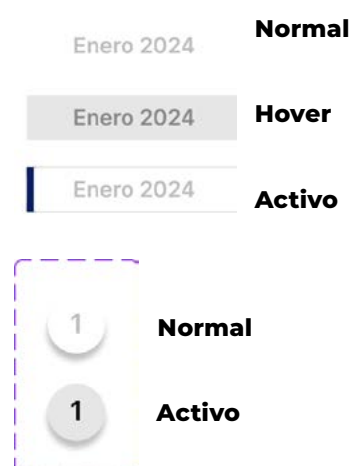 Enero 2024 Normal
Enero 2024 Hover
Enero 2024 Activo
1 Normal
1 Activo